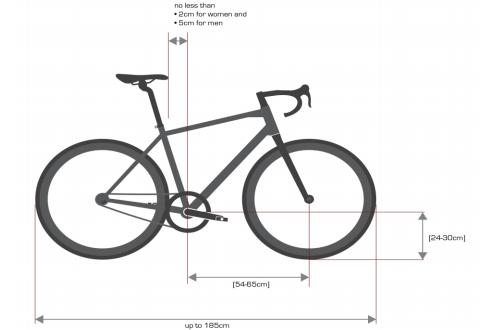 no less than
• 2cm for women and
• 5cm for men
[24-30cm]
[54-65cm]
up to 185cm